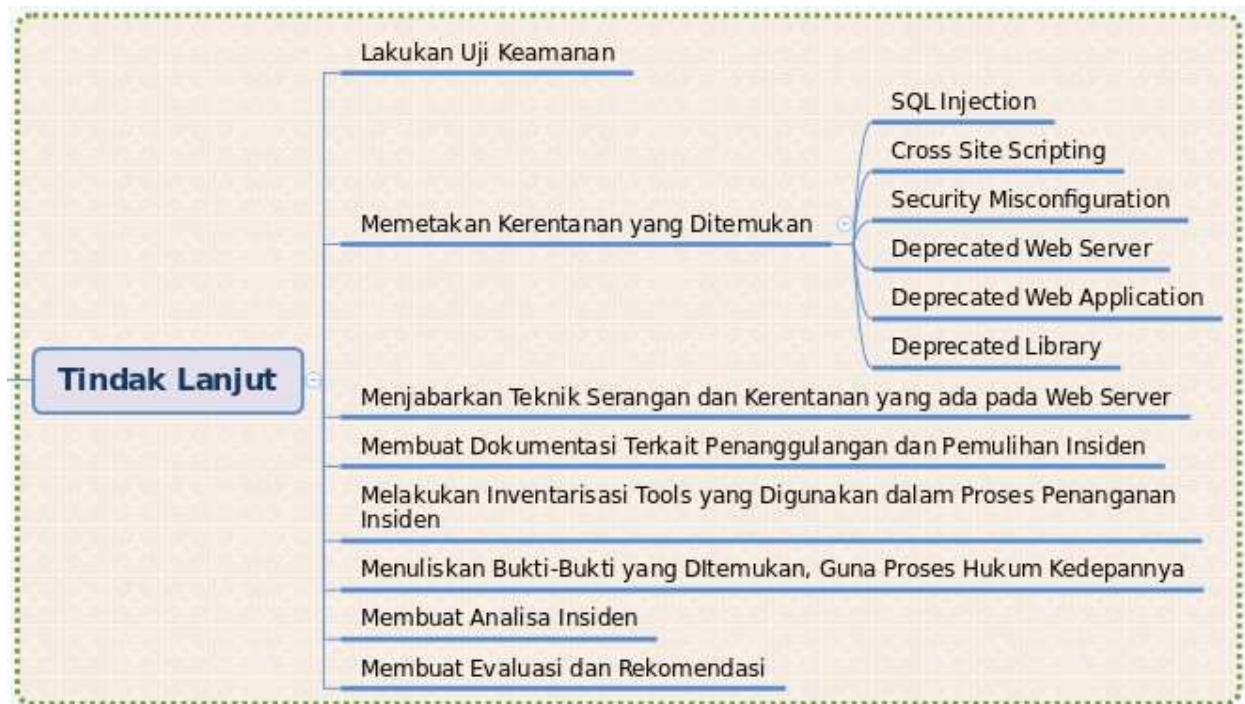 Lakukan Uji Keamanan
SQL Injection
Cross Site Scripting
Security Misconfiguration
Memetakan Kerentanan yang Ditemukan
Deprecated Web Server
Deprecated Web Application
Deprecated Library
Tindak Lanjut
Menjabarkan Teknik Serangan dan Kerentanan yang ada pada Web Server
Membuat Dokumentasi Terkait Penanggulangan dan Pemulihan Insiden
Melakukan Inventarisasi Tools yang Digunakan dalam Proses Penanganan
Insiden
Menuliskan Bukti-Bukti yang DItemukan, Guna Proses Hukum Kedepannya
Membuat Analisa Insiden
Membuat Evaluasi dan Rekomendasi